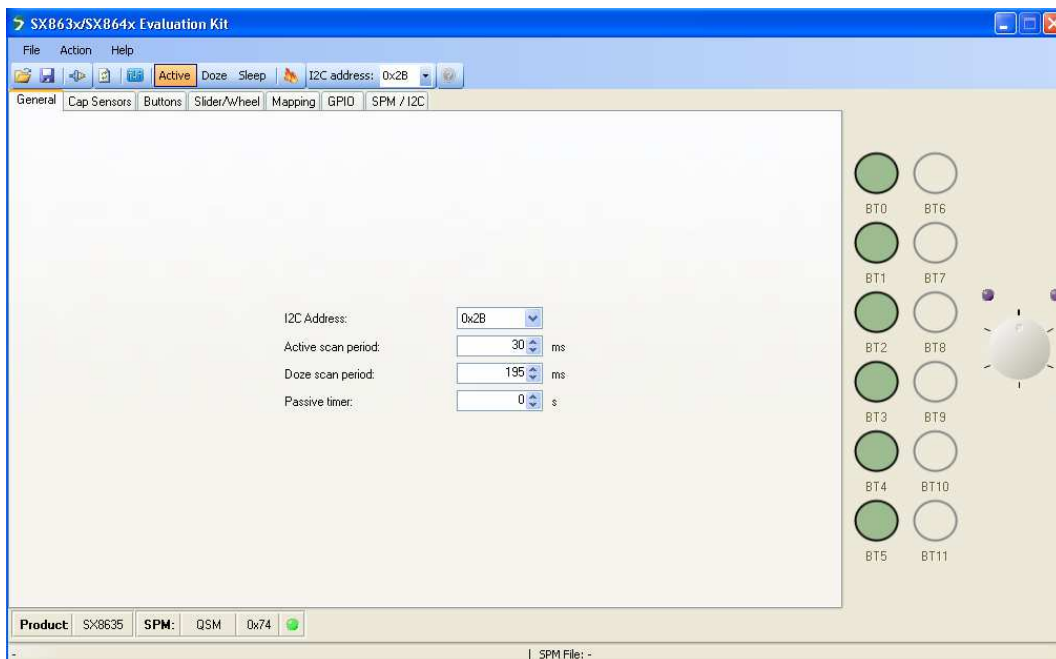 SX863x/SX864x Evaluation Kit
File Action Help
Active Doze Sleep I2C address: 0x2B
General Cap Sensors Buttons Slider/Wheel Mapping GPIO SPM / I2C
I2C Address: 0x2B
Active scan period: 30 ms
Doze scan period: 195 ms
Passive timer: 0 s
BT0 BT6
BT1 BT7
BT2 BT8
BT3 BT9
BT4 BT10
BT5 BT11
Product: SX8635 SPM: QSM 0x74
- | SPM File: -